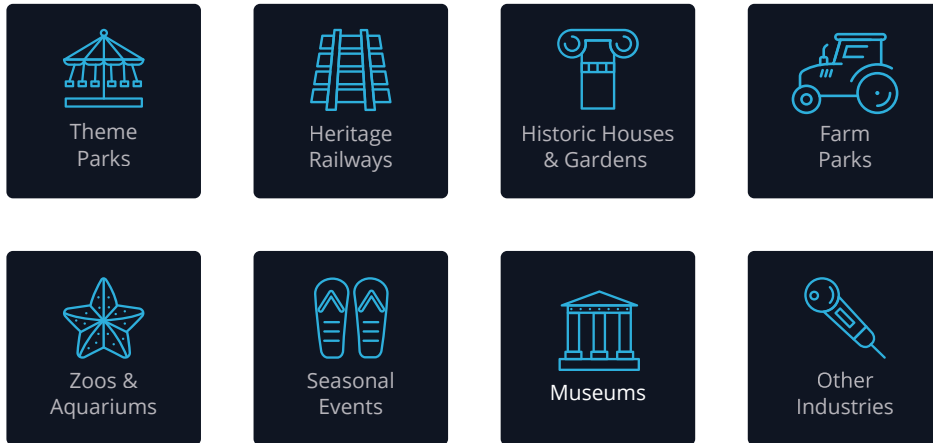 Theme
Parks
Heritage
Railways
Historic Houses
& Gardens
Farm
Parks
Zoos &
Aquariums
Seasonal
Events
Museums
Other
Industries